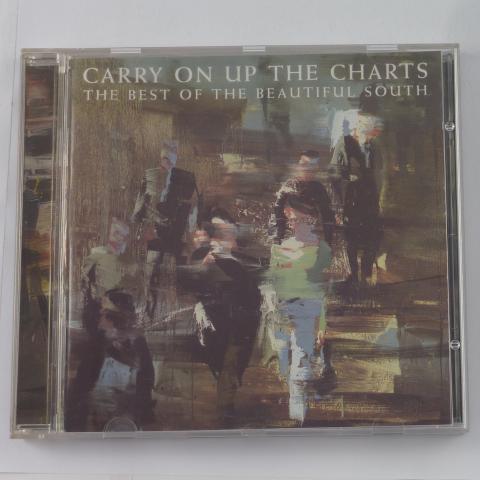 CARRY ON UP THE CHARTS
THE BEST OF THE BEAUTIFUL SOUTH